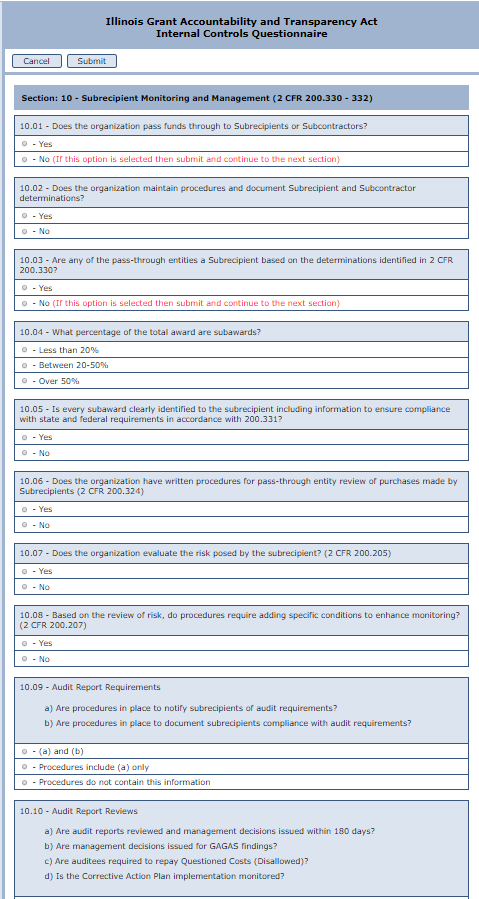 Illinois Grant Accountability and Transparency Act
Internal Controls Questionnaire
Cancel
Submit
Section: 10 - Subrecipient Monitoring and Management (2 CFR 200.330 - 332)
10.01 - Does the organization pass funds through to Subrecipients or Subcontractors?
- Yes
- No (If this option is selected then submit and continue to the next section)
10.02 - Does the organization maintain procedures and document Subrecipient and Subcontractor
determinations?
- Yes
- No
10.03 - Are any of the pass-through entities a Subrecipient based on the determinations identified in 2 CFR
200.330?
- Yes
- No (If this option is selected then submit and continue to the next section)
10.04 - What percentage of the total award are subawards?
- Less than 20%
- Between 20-50%
- Over 50%
10.05 - Is every subaward clearly identified to the subrecipient including information to ensure compliance
with state and federal requirements in accordance with 200.331?
- Yes
- No
10.06 - Does the organization have written procedures for pass-through entity review of purchases made by
Subrecipients (2 CFR 200.324)
- Yes
- No
10.07 - Does the organization evaluate the risk posed by the subrecipient? (2 CFR 200.205)
- Yes
- No
10.08 - Based on the review of risk, do procedures require adding specific conditions to enhance monitoring?
(2 CFR 200.207)
- Yes
- No
10.09 - Audit Report Requirements
a) Are procedures in place to notify subrecipients of audit requirements?
b) Are procedures in place to document subrecipients compliance with audit requirements?
- (a) and (b)
- Procedures include (a) only
- Procedures do not contain this information
10.10 - Audit Report Reviews
a) Are audit reports reviewed and management decisions issued within 180 days?
b) Are management decisions issued for GAGAS findings?
c) Are auditees required to repay Questioned Costs (Disallowed)?
d) Is the Corrective Action Plan implementation monitored?